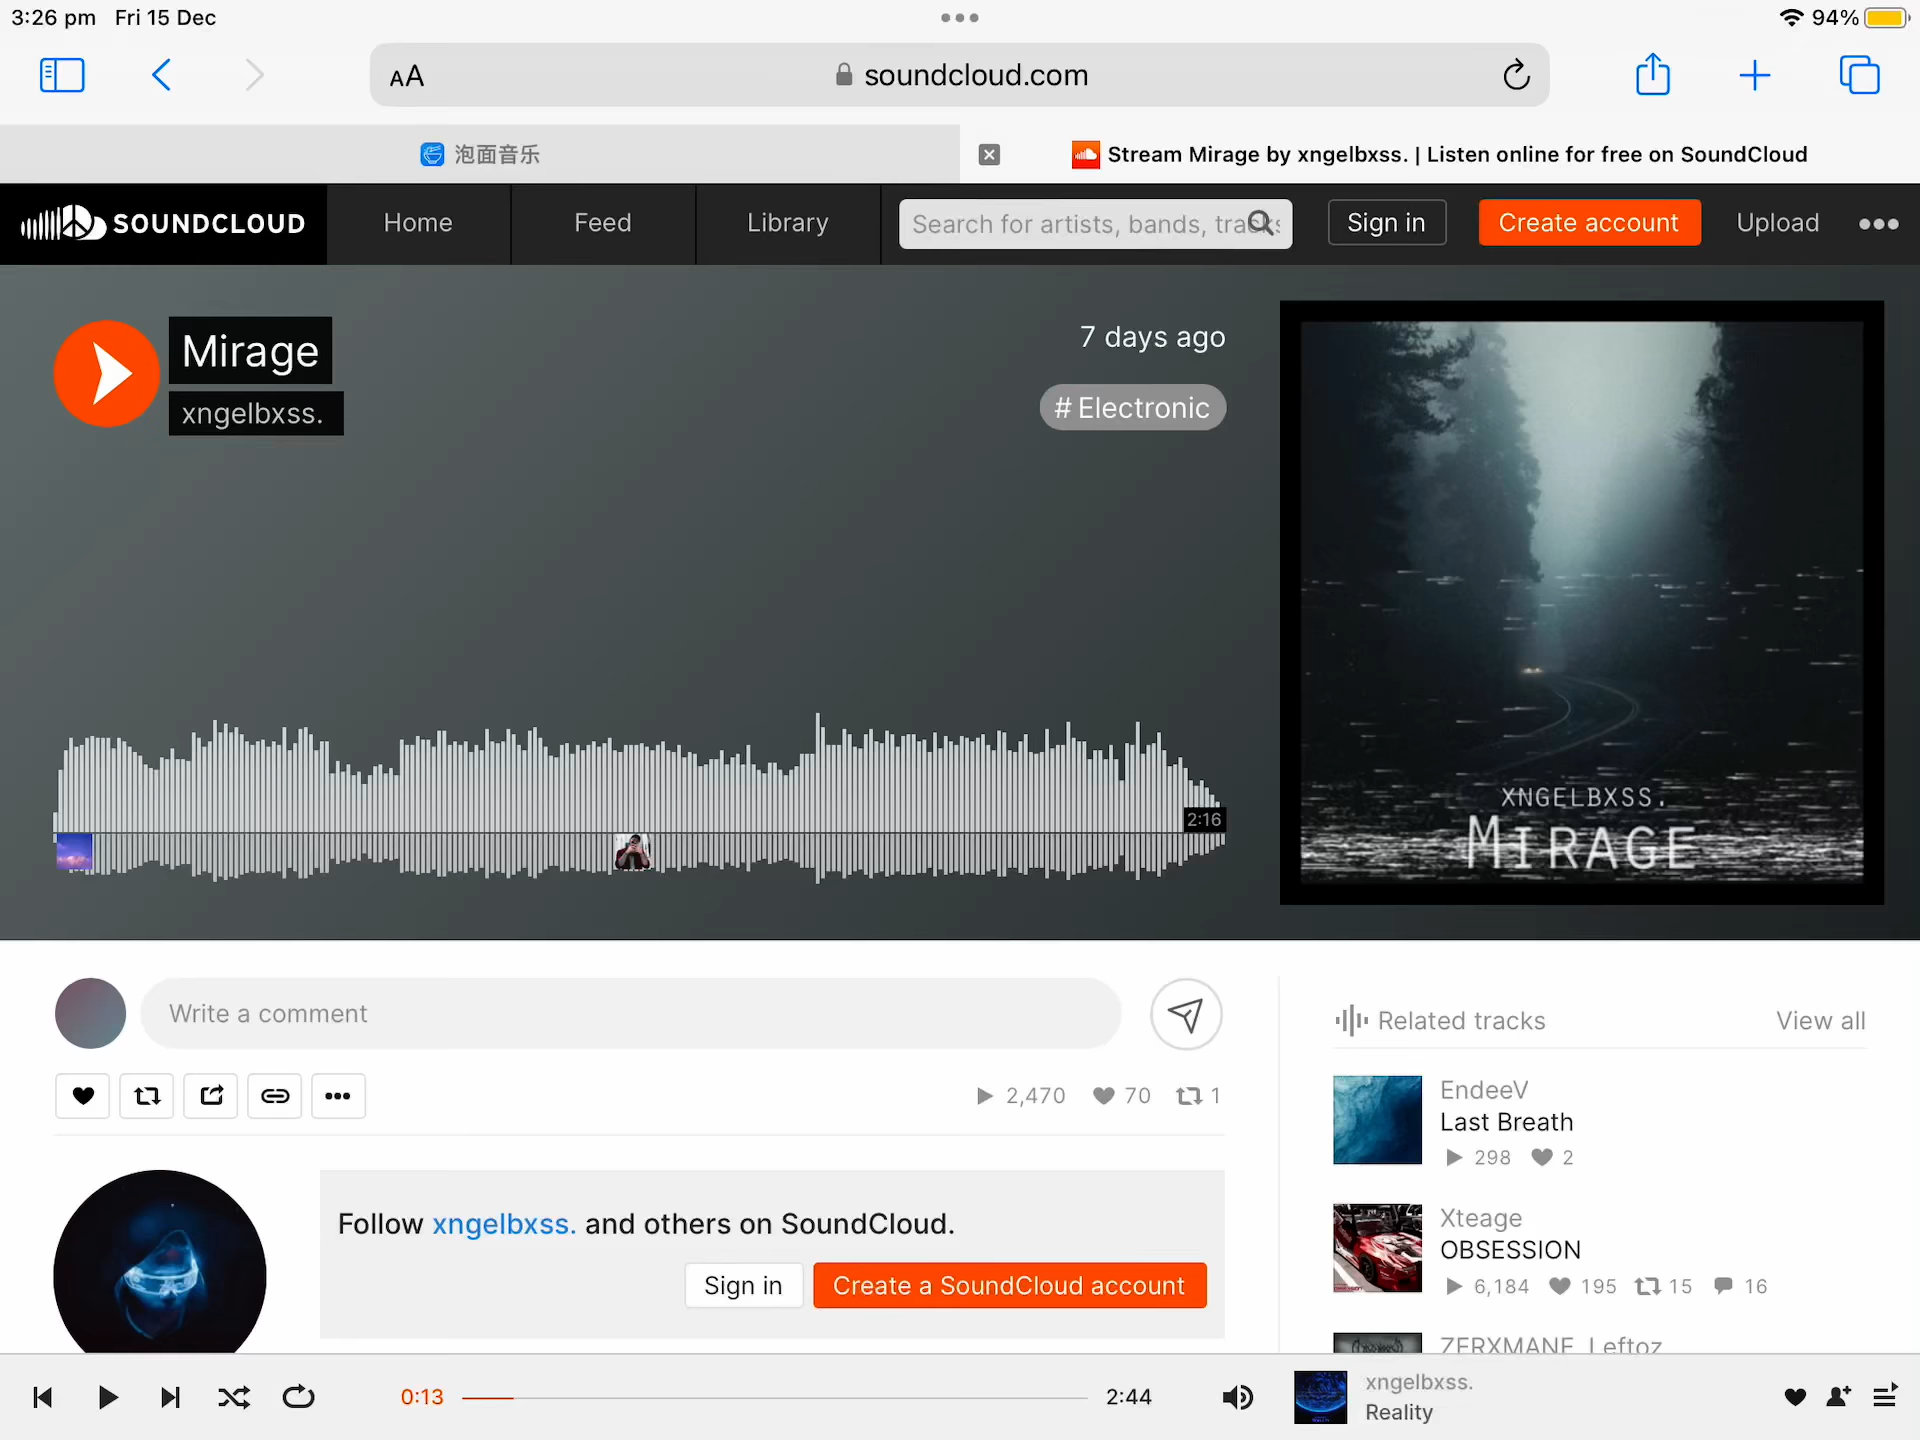 3:26 pm Fri 15 Dec
94%
AA
soundcloud.com
泡面音乐
Stream Mirage by xngelbxss. | Listen online for free on SoundCloud
SOUNDCLOUD
Home
Feed
Library
Search for artists, bands, tracks
Sign in
Create account
Upload
Mirage
xngelbxss.
7 days ago
# Electronic
2:16
XNGELBXSS.
MIRAGE
Write a comment
2,470
70
1
Related tracks
View all
EndeeV
Last Breath
298
2
Xteage
OBSESSION
6,184
195
15
16
ZERXMANE, Leftoz
Follow xngelbxss. and others on SoundCloud.
Sign in
Create a SoundCloud account
0:13
2:44
xngelbxss.
Reality